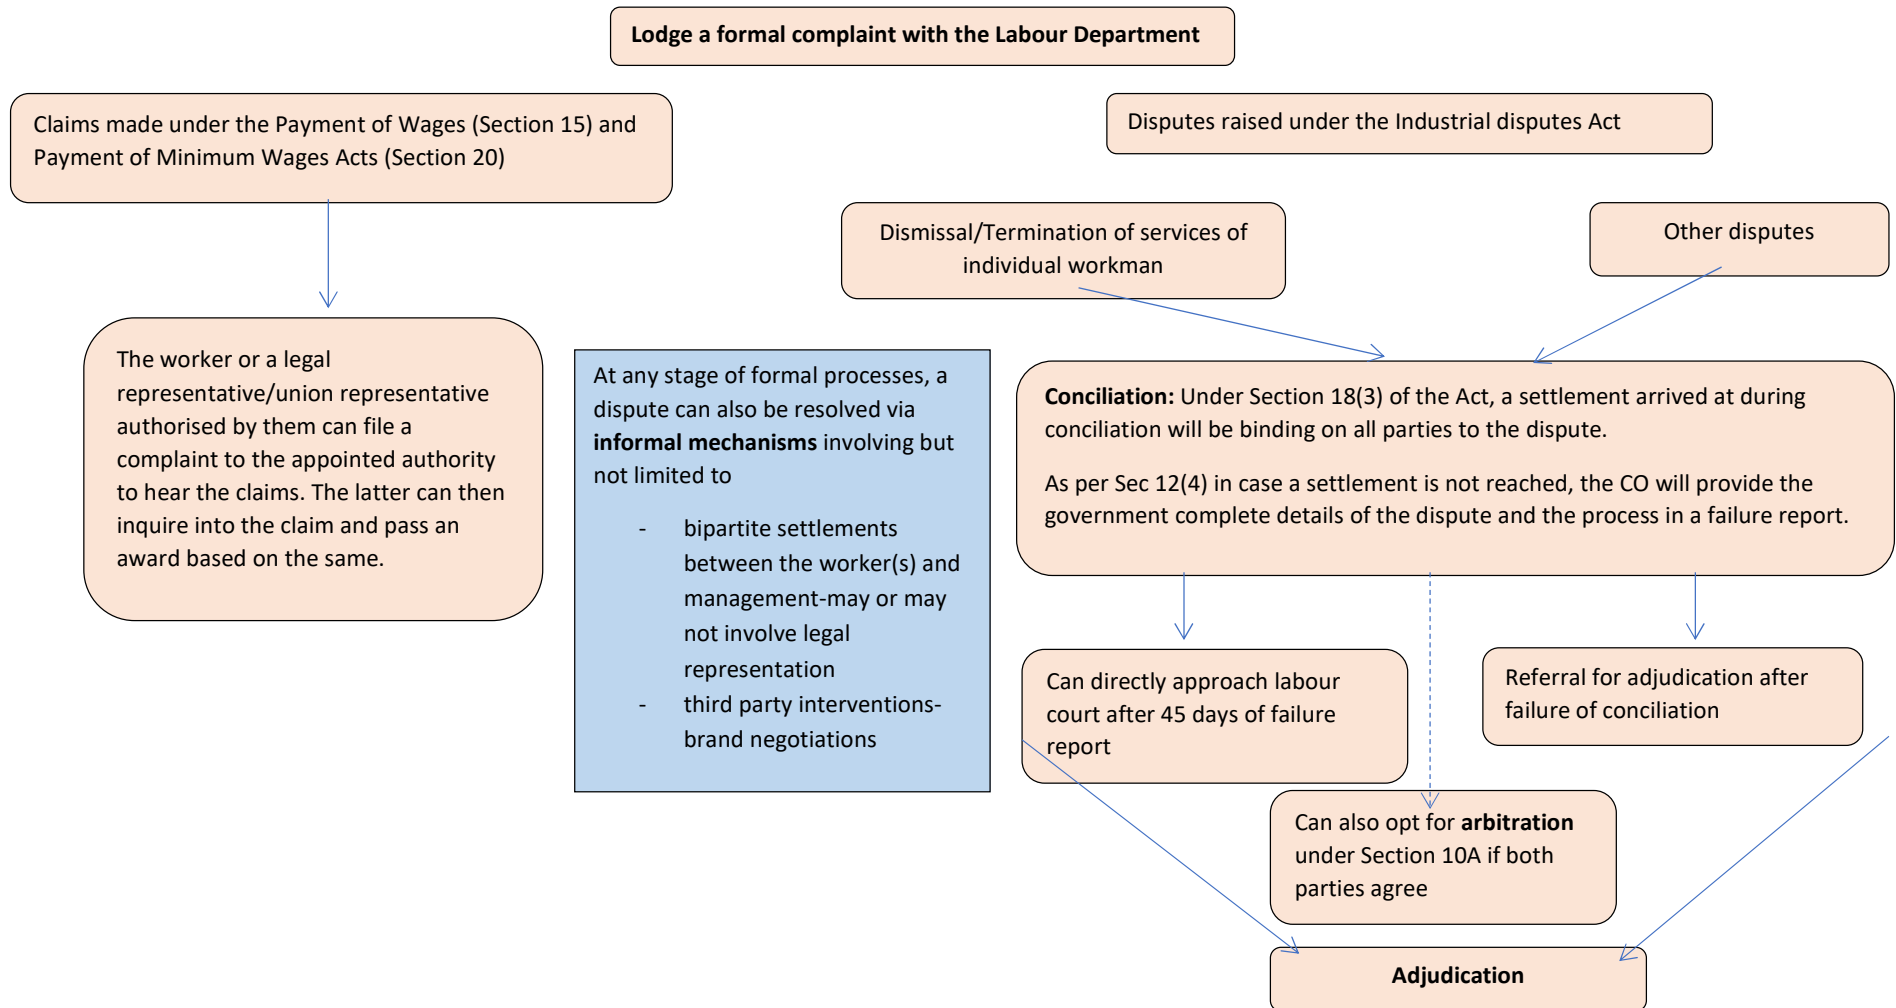 Lodge a formal complaint with the Labour Department
Claims made under the Payment of Wages (Section 15) and
Payment of Minimum Wages Acts (Section 20)
Disputes raised under the Industrial disputes Act
Dismissal/Termination of services of
individual workman
Other disputes
The worker or a legal
representative/union representative
authorised by them can file a
complaint to the appointed authority
to hear the claims. The latter can then
inquire into the claim and pass an
award based on the same.
At any stage of formal processes, a
dispute can also be resolved via
informal mechanisms involving but
not limited to
- bipartite settlements
between the worker(s) and
management-may or may
not involve legal
representation
- third party interventions-
brand negotiations
Conciliation: Under Section 18(3) of the Act, a settlement arrived at during
conciliation will be binding on all parties to the dispute.
As per Sec 12(4) in case a settlement is not reached, the CO will provide the
government complete details of the dispute and the process in a failure report.
Can directly approach labour
court after 45 days of failure
report
Referral for adjudication after
failure of conciliation
Can also opt for arbitration
under Section 10A if both
parties agree
Adjudication